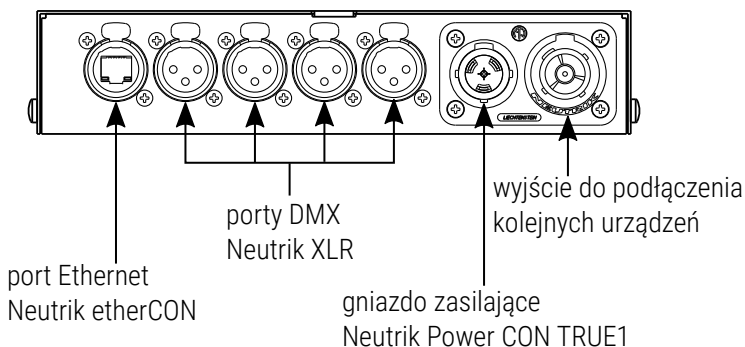 LIECHTENSTEIN
wyjście do podłączenia
kolejnych urządzeń
porty DMX
Neutrik XLR
port Ethernet
Neutrik etherCON
gniazdo zasilające
Neutrik Power CON TRUE1